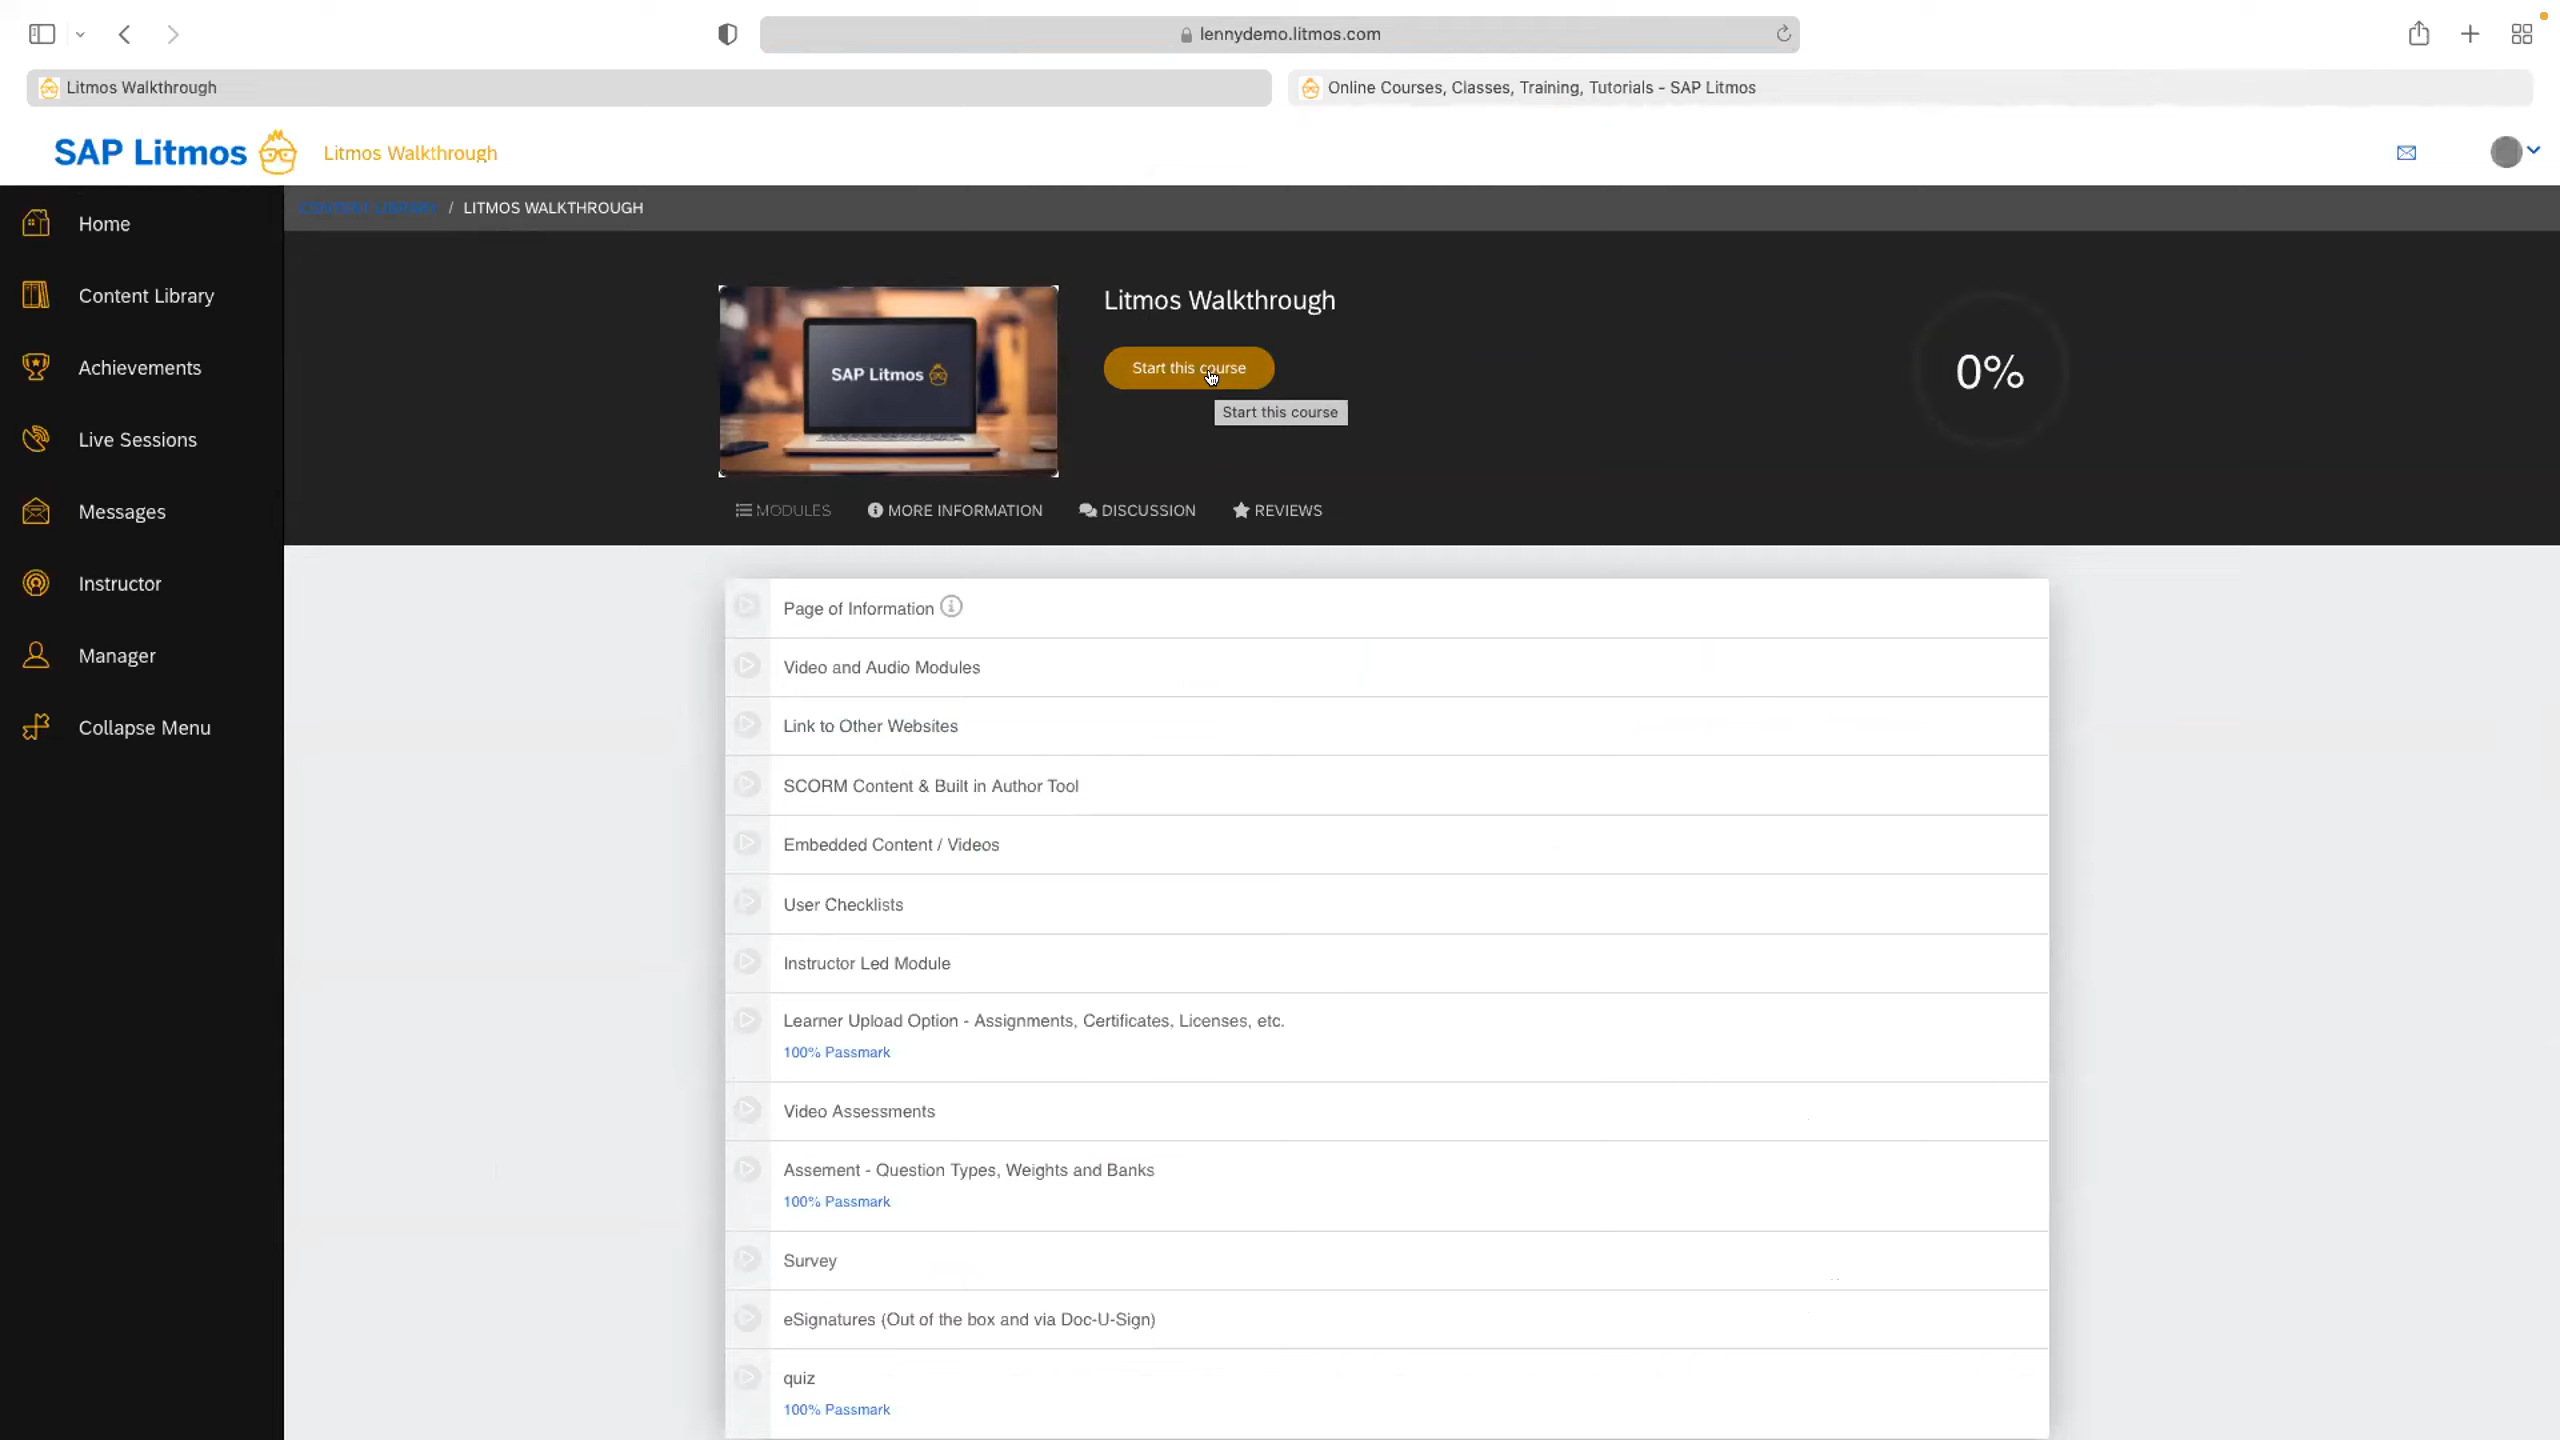 lennydemo.litmos.com
Litmos Walkthrough
Online Courses, Classes, Training, Tutorials - SAP Litmos
SAP Litmos
Litmos Walkthrough
Home
Content Library
Achievements
Live Sessions
Messages
Instructor
Manager
Collapse Menu
CONTENT LIBRARY / LITMOS WALKTHROUGH
SAP Litmos
Litmos Walkthrough
Start this course
Start this course
0%
MODULES
MORE INFORMATION
DISCUSSION
REVIEWS
Page of Information
Video and Audio Modules
Link to Other Websites
SCORM Content & Built in Author Tool
Embedded Content / Videos
User Checklists
Instructor Led Module
Learner Upload Option - Assignments, Certificates, Licenses, etc.
100% Passmark
Video Assessments
Assement - Question Types, Weights and Banks
100% Passmark
Survey
eSignatures (Out of the box and via Doc-U-Sign)
quiz
100% Passmark